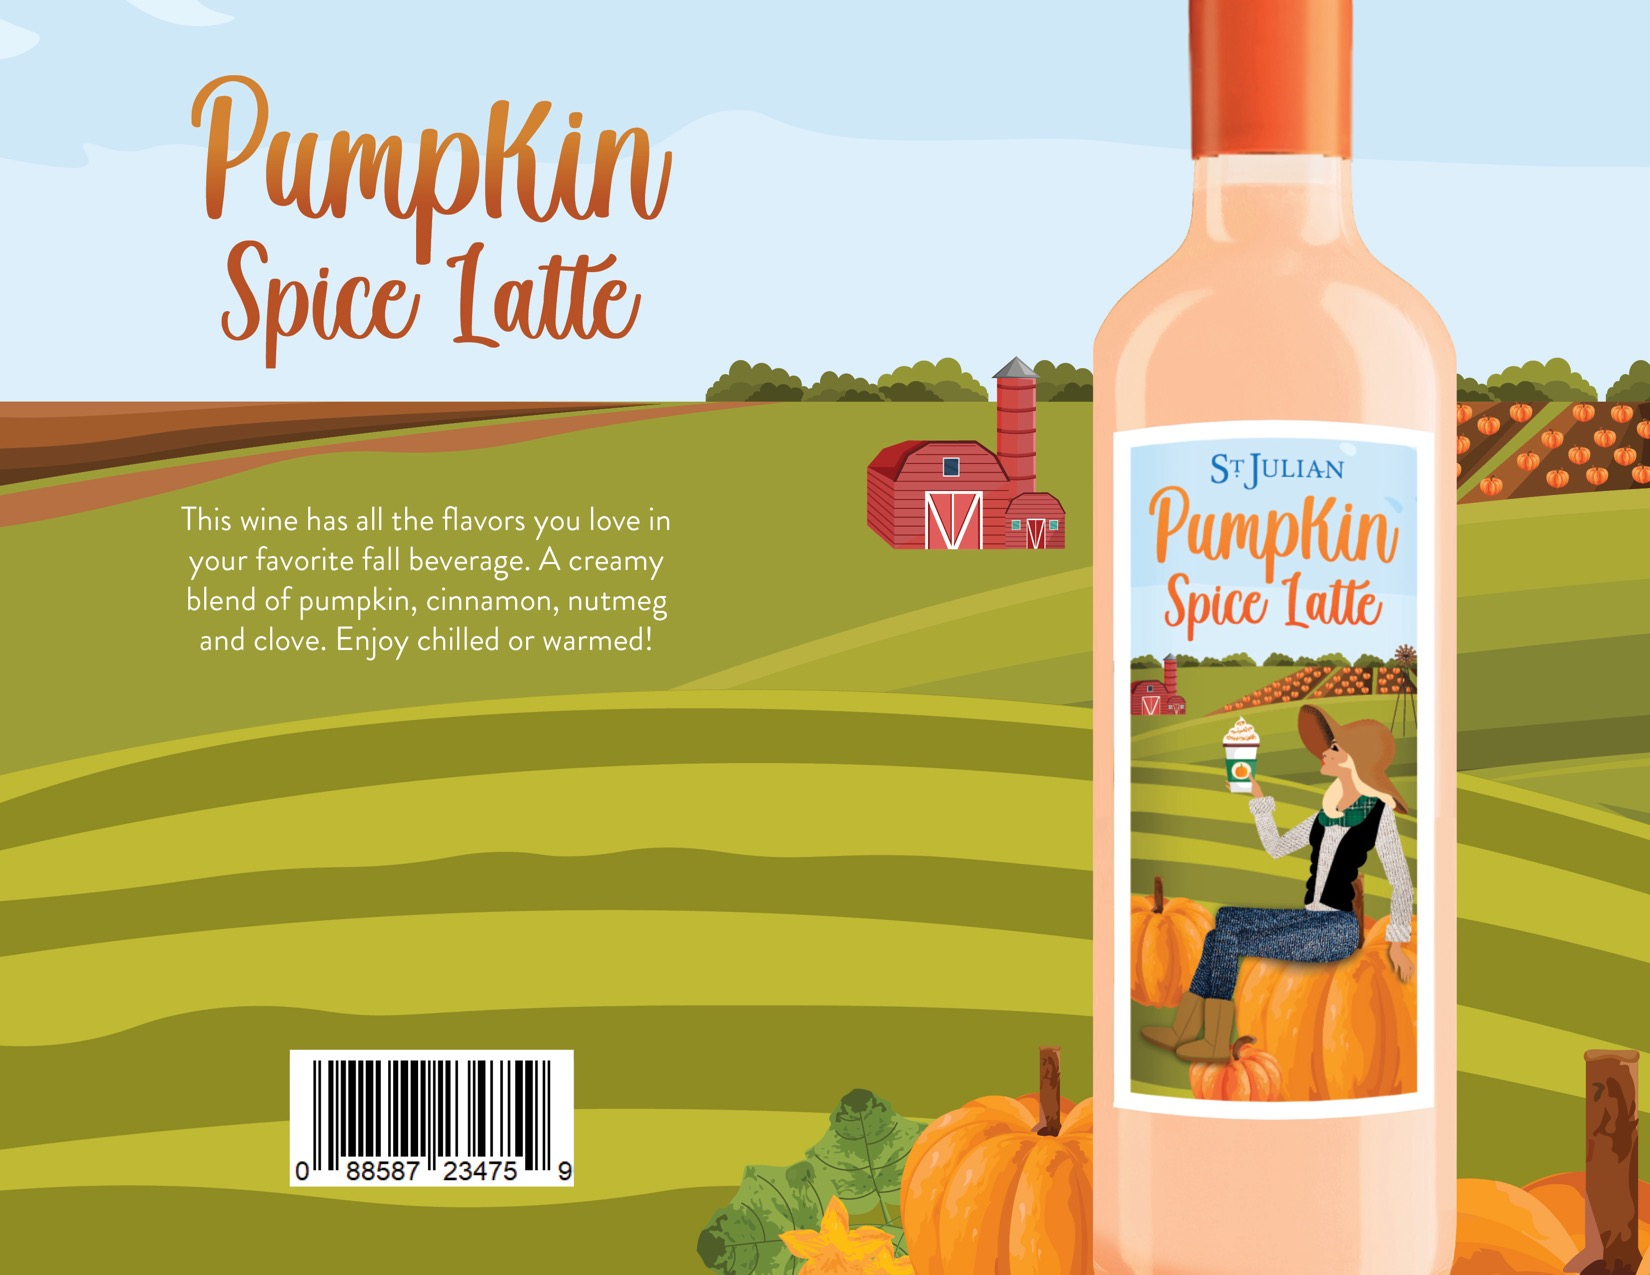 Pumpkin
Spice Latte
This wine has all the flavors you love in
your favorite fall beverage. A creamy
blend of pumpkin, cinnamon, nutmeg
and clove. Enjoy chilled or warmed!
0 88587 23475 9
St Julian
Pumpkin
Spice Latte